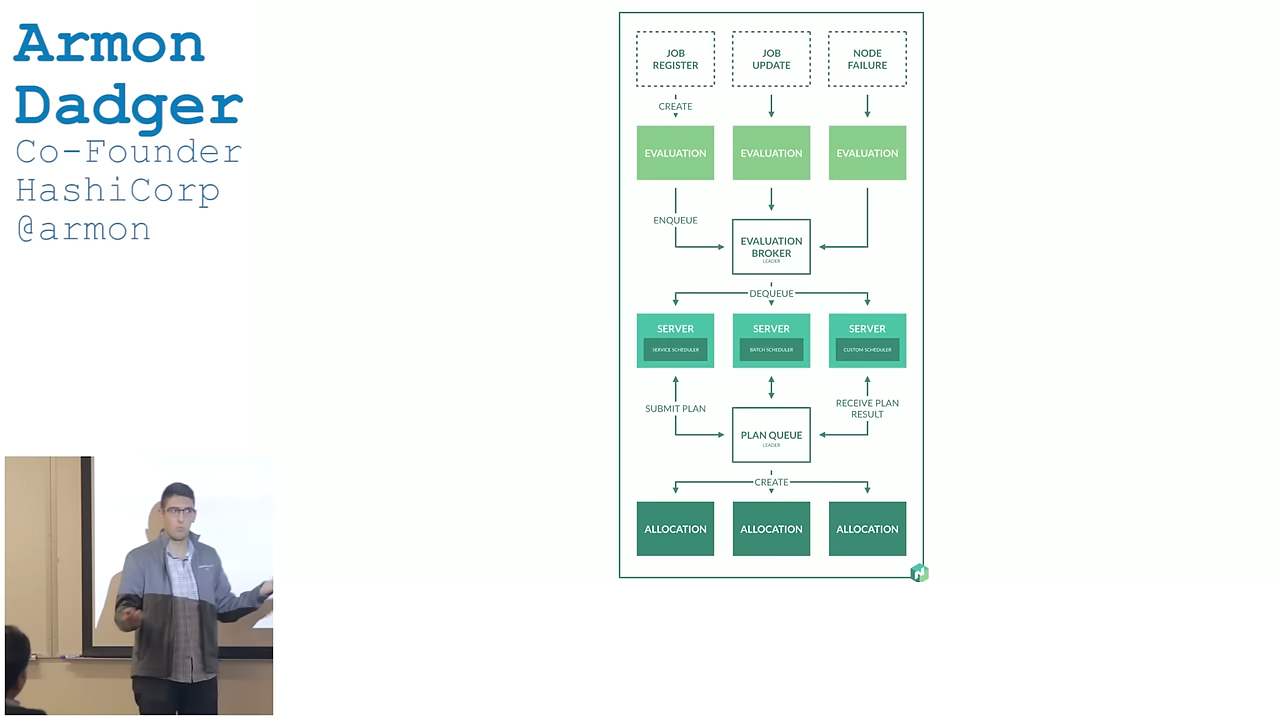 Armon
Dadger
Co-Founder
HashiCorp
@armon
JOB
REGISTER
JOB
UPDATE
NODE
FAILURE
CREATE
EVALUATION
EVALUATION
EVALUATION
ENQUEUE
EVALUATION
BROKER
LEADER
DEQUEUE
SERVER
SERVICE SCHEDULER
SERVER
BATCH SCHEDULER
SERVER
CUSTOM SCHEDULER
SUBMIT PLAN
RECEIVE PLAN
RESULT
PLAN QUEUE
LEADER
CREATE
ALLOCATION
ALLOCATION
ALLOCATION